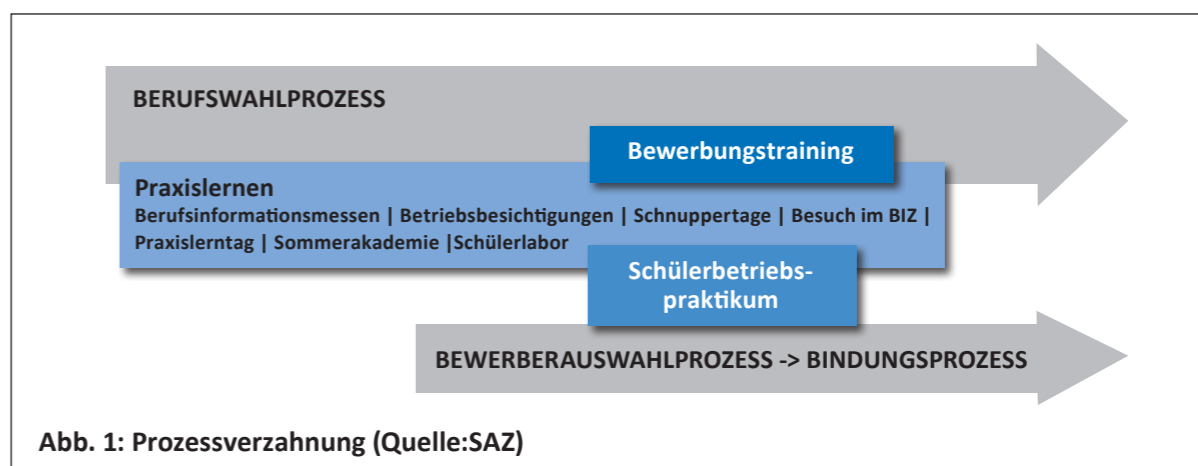 BERUFSWAHLPROZESS
Bewerbungstraining
Praxislernen
Berufsinformationsmessen | Betriebsbesichtigungen | Schnuppertage | Besuch im BIZ |
Praxislerntag | Sommerakademie |Schülerlabor
Schülerbetriebs-
praktikum
BEWERBERAUSWAHLPROZESS -> BINDUNGSPROZESS
Abb. 1: Prozessverzahnung (Quelle:SAZ)